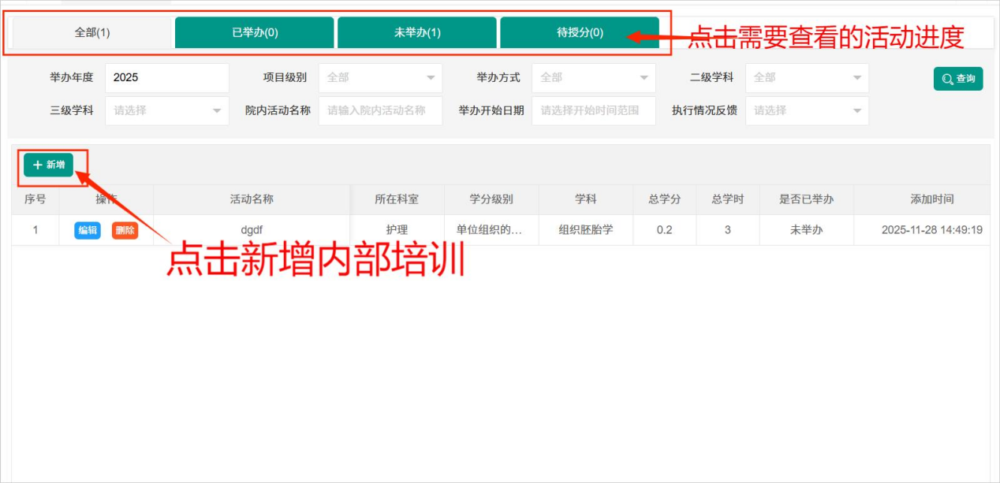 全部(1) 已举办(0) 未举办(1) 待授分(0) 点击需要查看的活动进度
举办年度 2025 项目级别 全部 举办方式 全部 二级学科 全部 查询
三级学科 请选择 院内活动名称 请输入院内活动名称 举办开始日期 请选择开始时间范围 执行情况反馈 请选择
+ 新增
序号 操作 活动名称 所在科室 学分级别 学科 总学分 总学时 是否已举办 添加时间
1 编辑 删除 dgdf 护理 单位组织的... 组织胚胎学 0.2 3 未举办 2025-11-28 14:49:19
点击新增内部培训